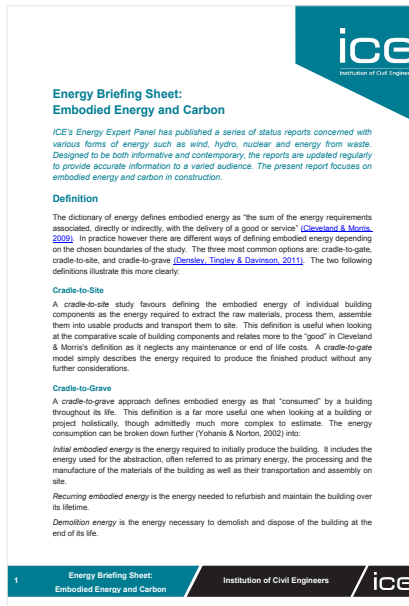 ice
Institution of Civil Engineers
Energy Briefing Sheet:
Embodied Energy and Carbon
ICE's Energy Expert Panel has published a series of status reports concerned with
various forms of energy such as wind, hydro, nuclear and energy from waste.
Designed to be both informative and contemporary, the reports are updated regularly
to provide accurate information to a varied audience. The present report focuses on
embodied energy and carbon in construction.
Definition
The dictionary of energy defines embodied energy as “the sum of the energy requirements
associated, directly or indirectly, with the delivery of a good or service” (Cleveland & Morris,
2009). In practice however there are different ways of defining embodied energy depending
on the chosen boundaries of the study. The three most common options are: cradle-to-gate,
cradle-to-site, and cradle-to-grave (Densley, Tingley & Davinson, 2011). The two following
definitions illustrate this more clearly:
Cradle-to-Site
A cradle-to-site study favours defining the embodied energy of individual building
components as the energy required to extract the raw materials, process them, assemble
them into usable products and transport them to site. This definition is useful when looking
at the comparative scale of building components and relates more to the “good” in Cleveland
& Morris's definition as it neglects any maintenance or end of life costs. A cradle-to-gate
model simply describes the energy required to produce the finished product without any
further considerations.
Cradle-to-Grave
A cradle-to-grave approach defines embodied energy as that “consumed” by a building
throughout its life. This definition is a far more useful one when looking at a building or
project holistically, though admittedly much more complex to estimate. The energy
consumption can be broken down further (Yohanis & Norton, 2002) into:
Initial embodied energy is the energy required to initially produce the building. It includes the
energy used for the abstraction, often referred to as primary energy, the processing and the
manufacture of the materials of the building as well as their transportation and assembly on
site.
Recurring embodied energy is the energy needed to refurbish and maintain the building over
its lifetime.
Demolition energy is the energy necessary to demolish and dispose of the building at the
end of its life.
1
Energy Briefing Sheet:
Embodied Energy and Carbon
Institution of Civil Engineers
ice